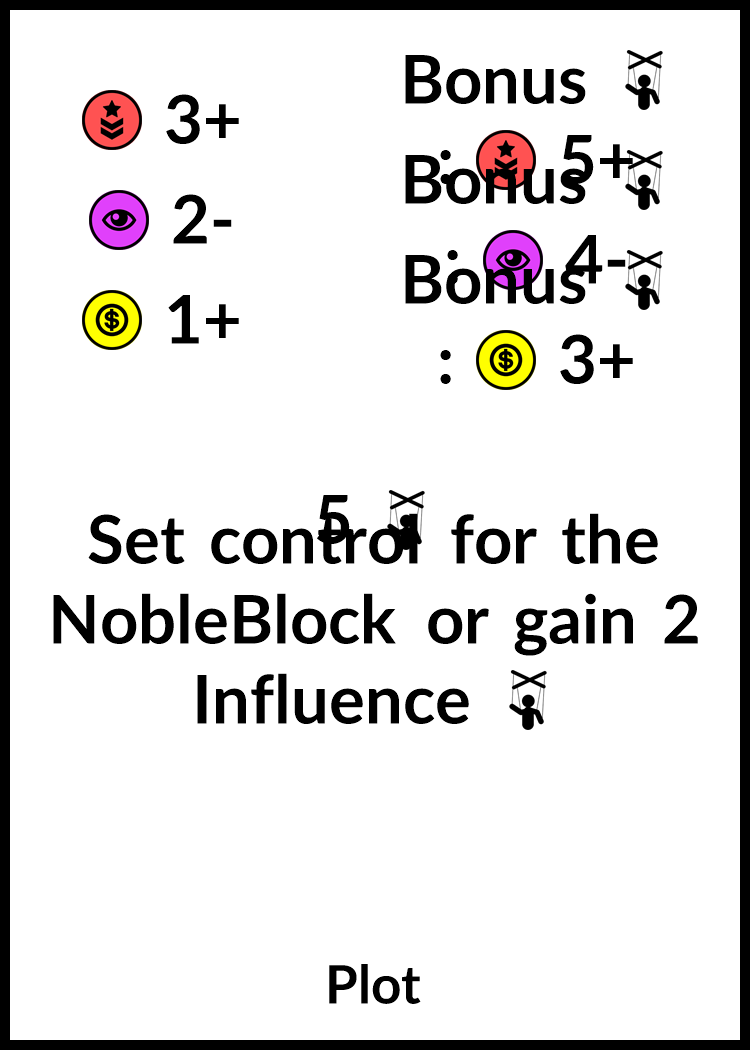 3+
2-
1+
Bonus
: 5+
Bonus
: 4-
Bonus
: 3+
5
Set control for the
NobleBlock or gain 2
Influence
Plot